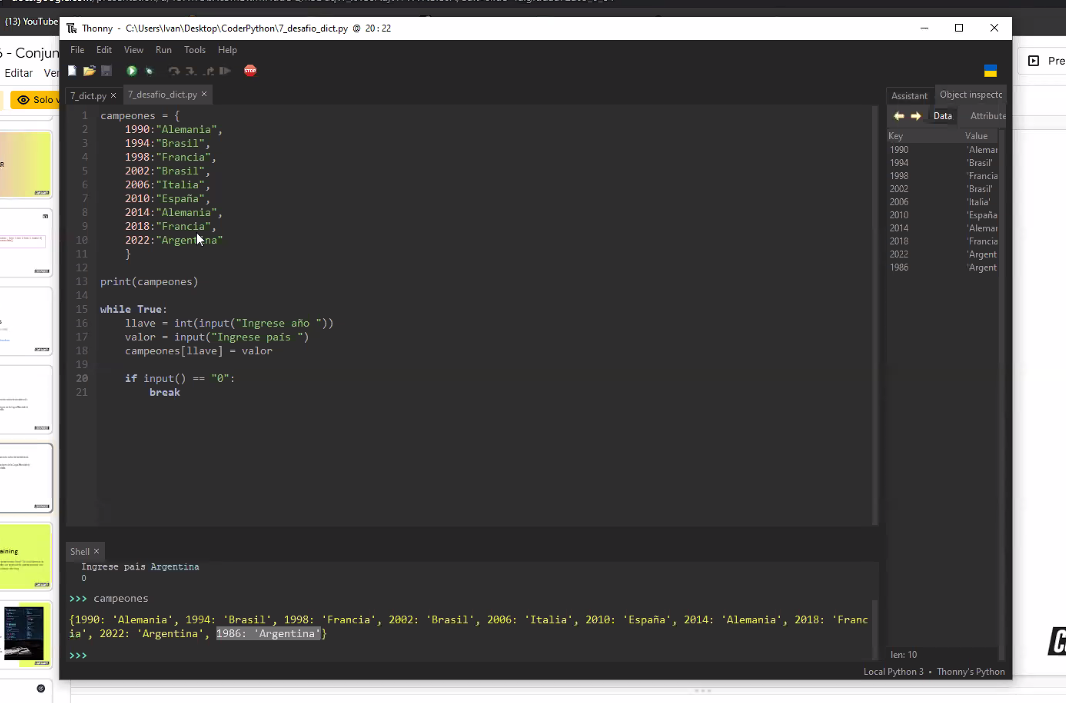 (13) YouTube
Thonny - C:\Users\Ivan\Desktop\CoderPython\7_desafio_dict.py @ 20 : 22
File Edit View Run Tools Help
6 - Conjun
Editar Ver
Pre
Solo v
STOP
7_dict.py × 7_desafio_dict.py ×
Assistant Object inspecto
Data Attribute
1 campeones = {
2 1990:"Alemania",
3 1994:"Brasil",
4 1998:"Francia",
5 2002:"Brasil",
6 2006:"Italia",
7 2010:"España",
8 2014:"Alemania",
9 2018:"Francia",
10 2022:"Argentina"
11 }
12
13 print(campeones)
14
15 while True:
16 llave = int(input("Ingrese año "))
17 valor = input("Ingrese país ")
18 campeones[llave] = valor
19
20 if input() == "0":
21 break
Key Value
1990 'Aleman
1994 'Brasil'
1998 'Francia
2002 'Brasil'
2006 'Italia'
2010 'España
2014 'Aleman
2018 'Francia
2022 'Argent
1986 'Argent
len: 10
Shell ×
Ingrese país Argentina
0
>>> campeones
{1990: 'Alemania', 1994: 'Brasil', 1998: 'Francia', 2002: 'Brasil', 2006: 'Italia', 2010: 'España', 2014: 'Alemania', 2018: 'Franc
ia', 2022: 'Argentina', 1986: 'Argentina'}
>>>
Local Python 3 • Thonny's Python
aining